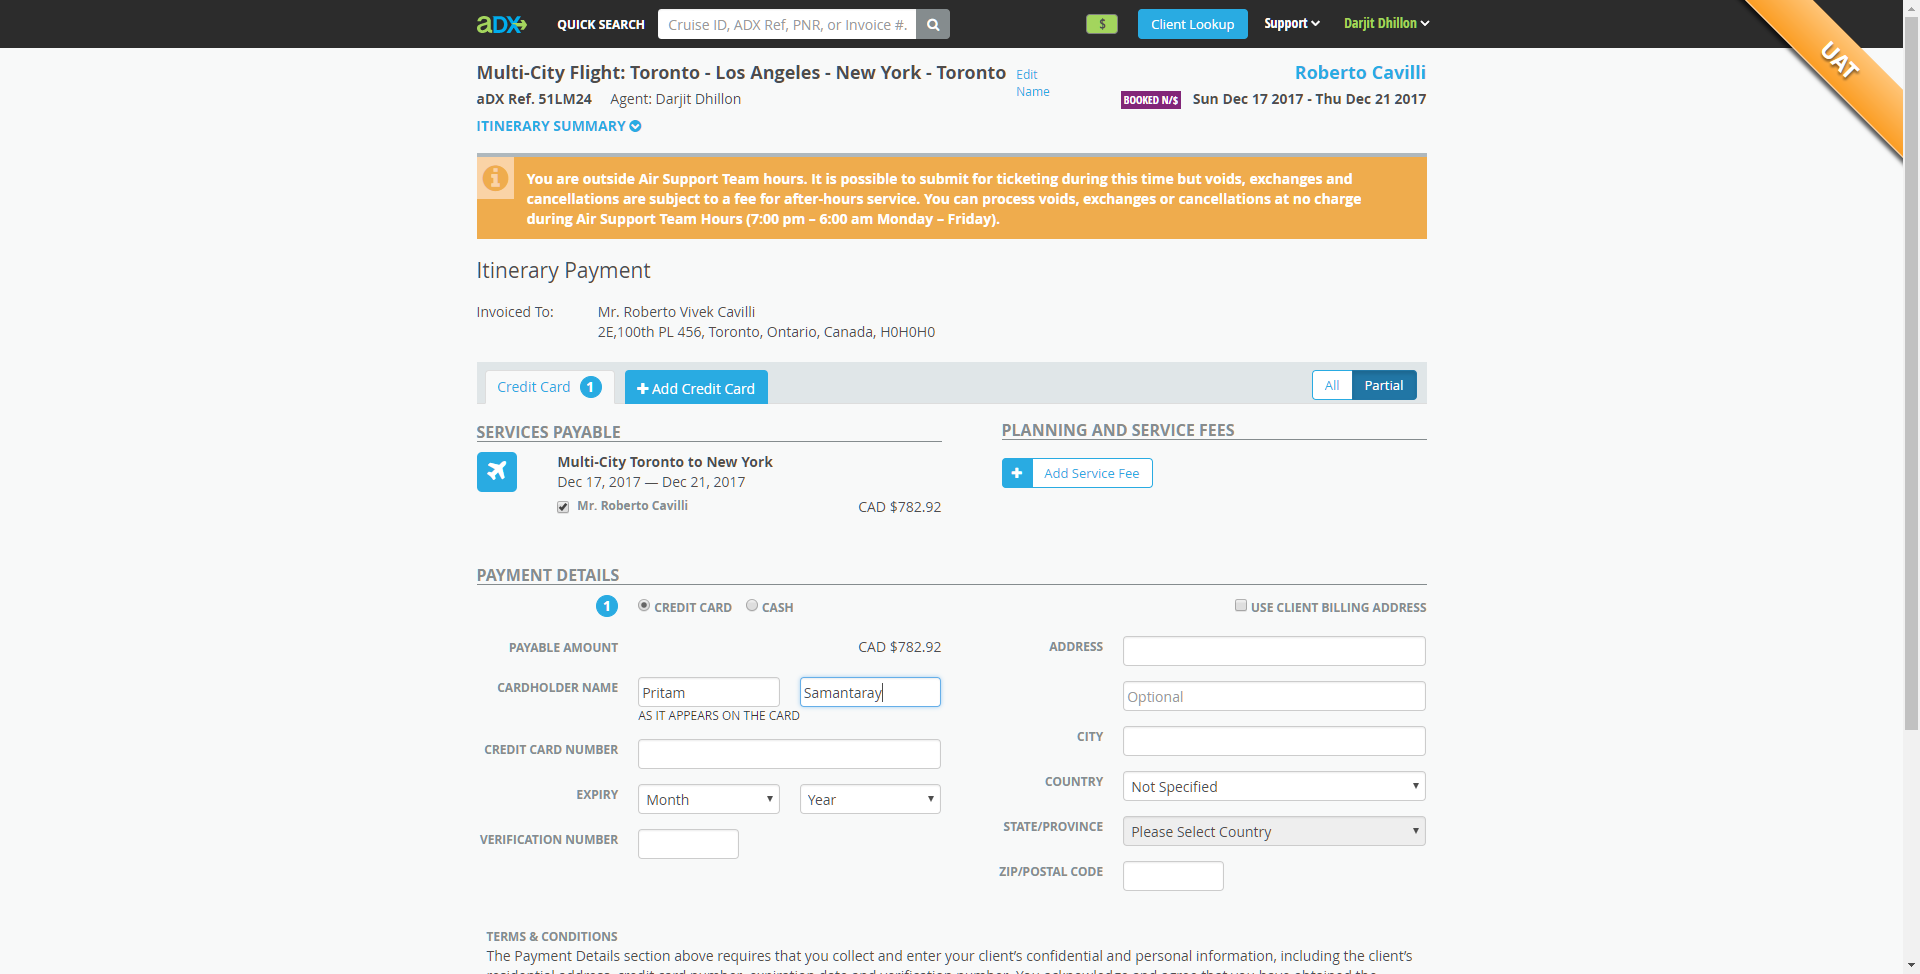 aDX
QUICK SEARCH
Cruise ID, ADX Ref, PNR, or Invoice #.
$
Client Lookup
Support
Darjit Dhillon
UAT
Multi-City Flight: Toronto - Los Angeles - New York - Toronto
Edit Name
Roberto Cavilli
aDX Ref. 51LM24 Agent: Darjit Dhillon
BOOKED N/$ Sun Dec 17 2017 - Thu Dec 21 2017
ITINERARY SUMMARY
You are outside Air Support Team hours. It is possible to submit for ticketing during this time but voids, exchanges and
cancellations are subject to a fee for after-hours service. You can process voids, exchanges or cancellations at no charge
during Air Support Team Hours (7:00 pm – 6:00 am Monday – Friday).
Itinerary Payment
Invoiced To: Mr. Roberto Vivek Cavilli
2E,100th PL 456, Toronto, Ontario, Canada, H0H0H0
Credit Card 1
+ Add Credit Card
All Partial
SERVICES PAYABLE
Multi-City Toronto to New York
Dec 17, 2017 — Dec 21, 2017
Mr. Roberto Cavilli CAD $782.92
PLANNING AND SERVICE FEES
+ Add Service Fee
PAYMENT DETAILS
1 CREDIT CARD CASH
USE CLIENT BILLING ADDRESS
PAYABLE AMOUNT CAD $782.92
CARDHOLDER NAME Pritam Samantaray
AS IT APPEARS ON THE CARD
CREDIT CARD NUMBER
EXPIRY Month Year
VERIFICATION NUMBER
ADDRESS
Optional
CITY
COUNTRY Not Specified
STATE/PROVINCE Please Select Country
ZIP/POSTAL CODE
TERMS & CONDITIONS
The Payment Details section above requires that you collect and enter your client's confidential and personal information, including the client's